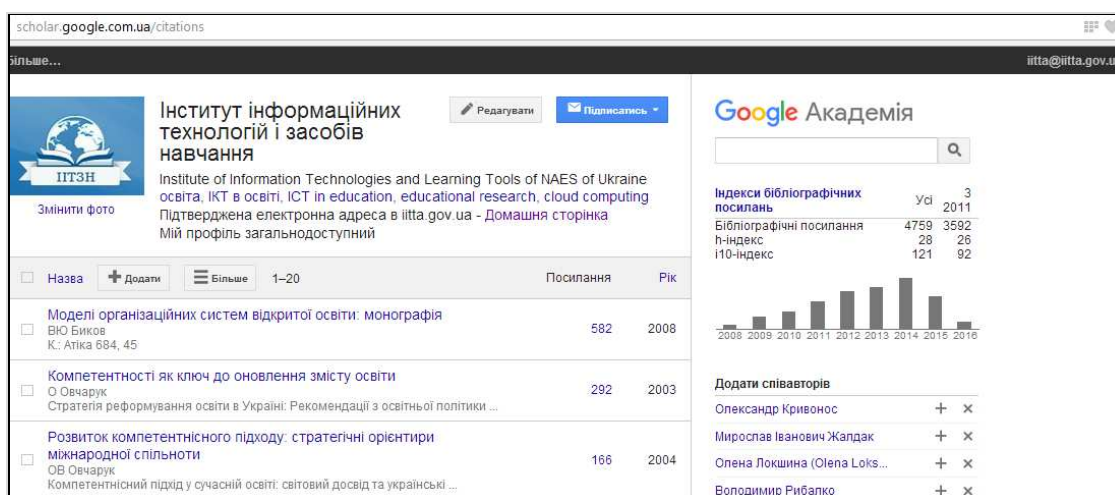 scholar.google.com.ua/citations
більше...
iitta@iitta.gov.u
ІІТЗН
Змінити фото
Інститут інформаційних
технологій і засобів
навчання
Редагувати
Підписатись
Institute of Information Technologies and Learning Tools of NAES of Ukraine
освіта, ІКТ в освіті, ICT in education, educational research, cloud computing
Підтверджена електронна адреса в iitta.gov.ua - Домашня сторінка
Мій профіль загальнодоступний
Назва Додати Більше 1–20 Посилання Рік
Моделі організаційних систем відкритої освіти: монографія 582 2008
ВЮ Биков
К.: Атіка 684, 45
Компетентності як ключ до оновлення змісту освіти 292 2003
О Овчарук
Стратегія реформування освіти в Україні: Рекомендації з освітньої політики ...
Розвиток компетентнісного підходу: стратегічні орієнтири
міжнародної спільноти 166 2004
ОВ Овчарук
Компетентнісний підхід у сучасній освіті: світовий досвід та українські ...
Google Академія
Індекси бібліографічних
посилань Усі З
2011
Бібліографічні посилання 4759 3592
h-індекс 28 26
i10-індекс 121 92
2008 2009 2010 2011 2012 2013 2014 2015 2016
Додати співавторів
Олександр Кривонос
Мирослав Іванович Жалдак
Олена Локшина (Olena Loks...
Володимир Рибалко